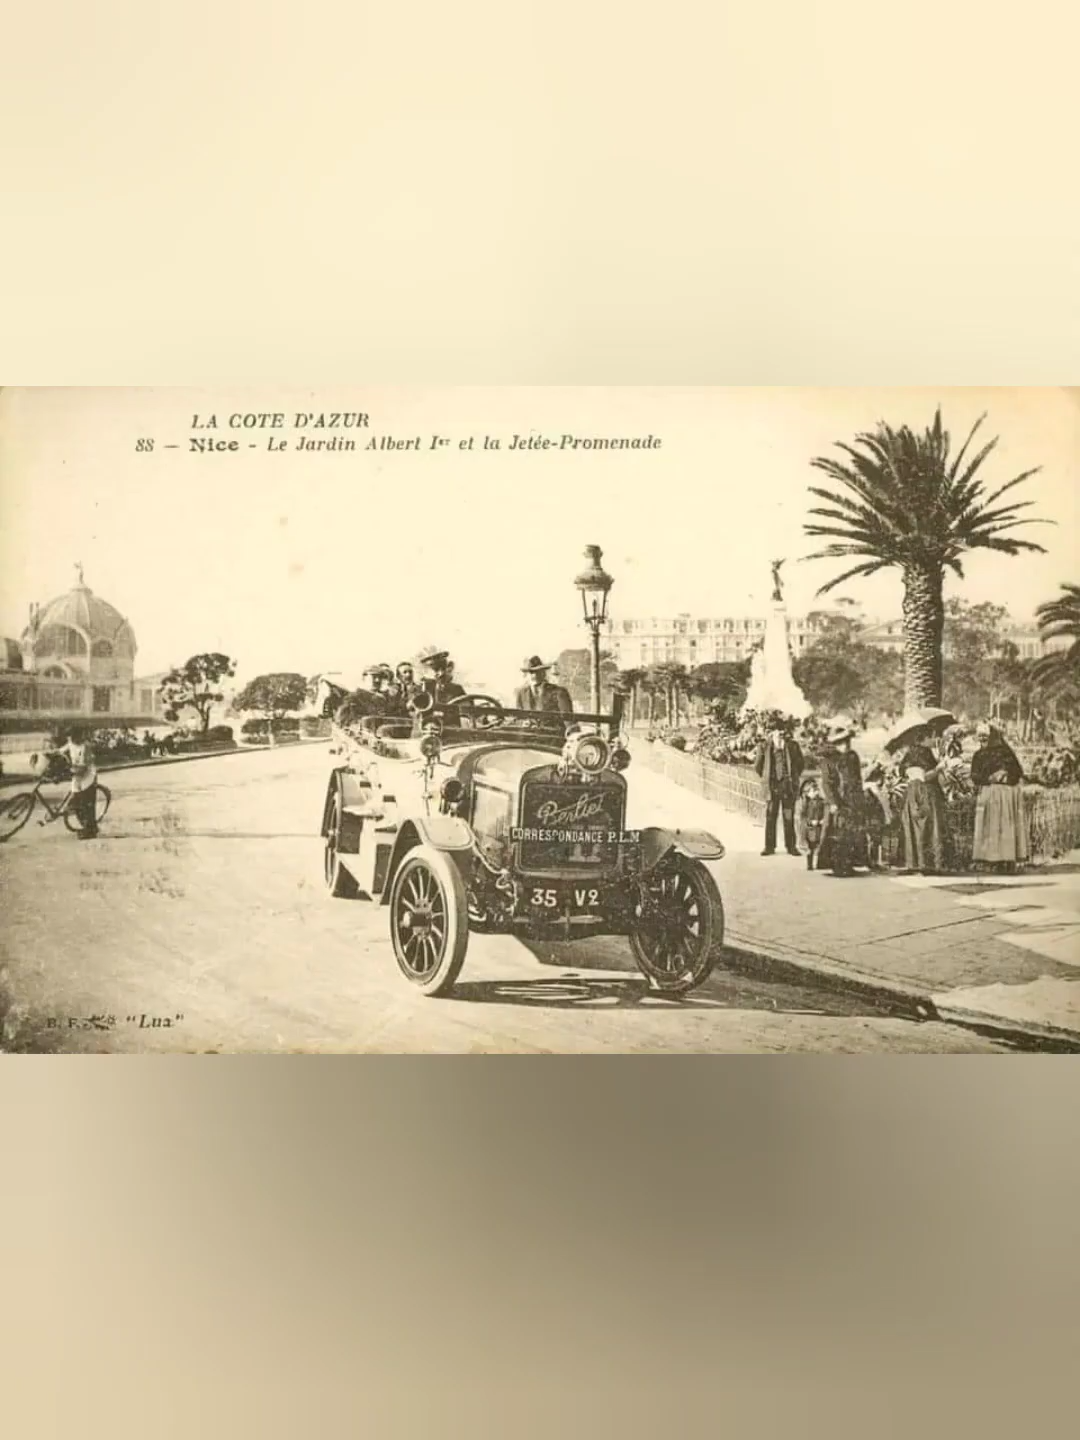 LA COTE D'AZUR
88 — Nice - Le Jardin Albert Iᵉʳ et la Jetée-Promenade
Berliet
CORRESPONDANCE P.L.M
35 V2
B. F. "Lux"